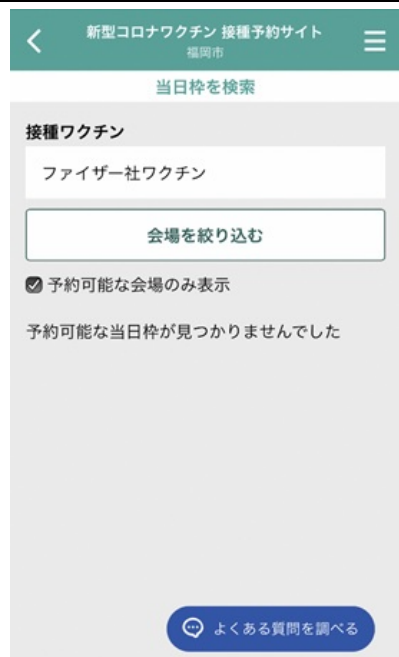 新型コロナワクチン 接種予約サイト
福岡市
当日枠を検索
接種ワクチン
ファイザー社ワクチン
会場を絞り込む
予約可能な会場のみ表示
予約可能な当日枠が見つかりませんでした
よくある質問を調べる